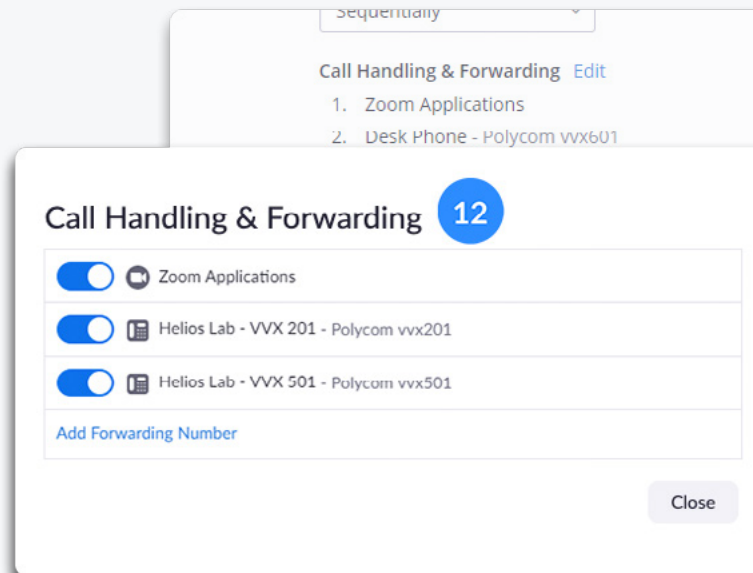 Sequentially
Call Handling & Forwarding Edit
1. Zoom Applications
2. Desk Phone - Polycom vvx601
Call Handling & Forwarding 12
Zoom Applications
Helios Lab - VVX 201 - Polycom vvx201
Helios Lab - VVX 501 - Polycom vvx501
Add Forwarding Number
Close